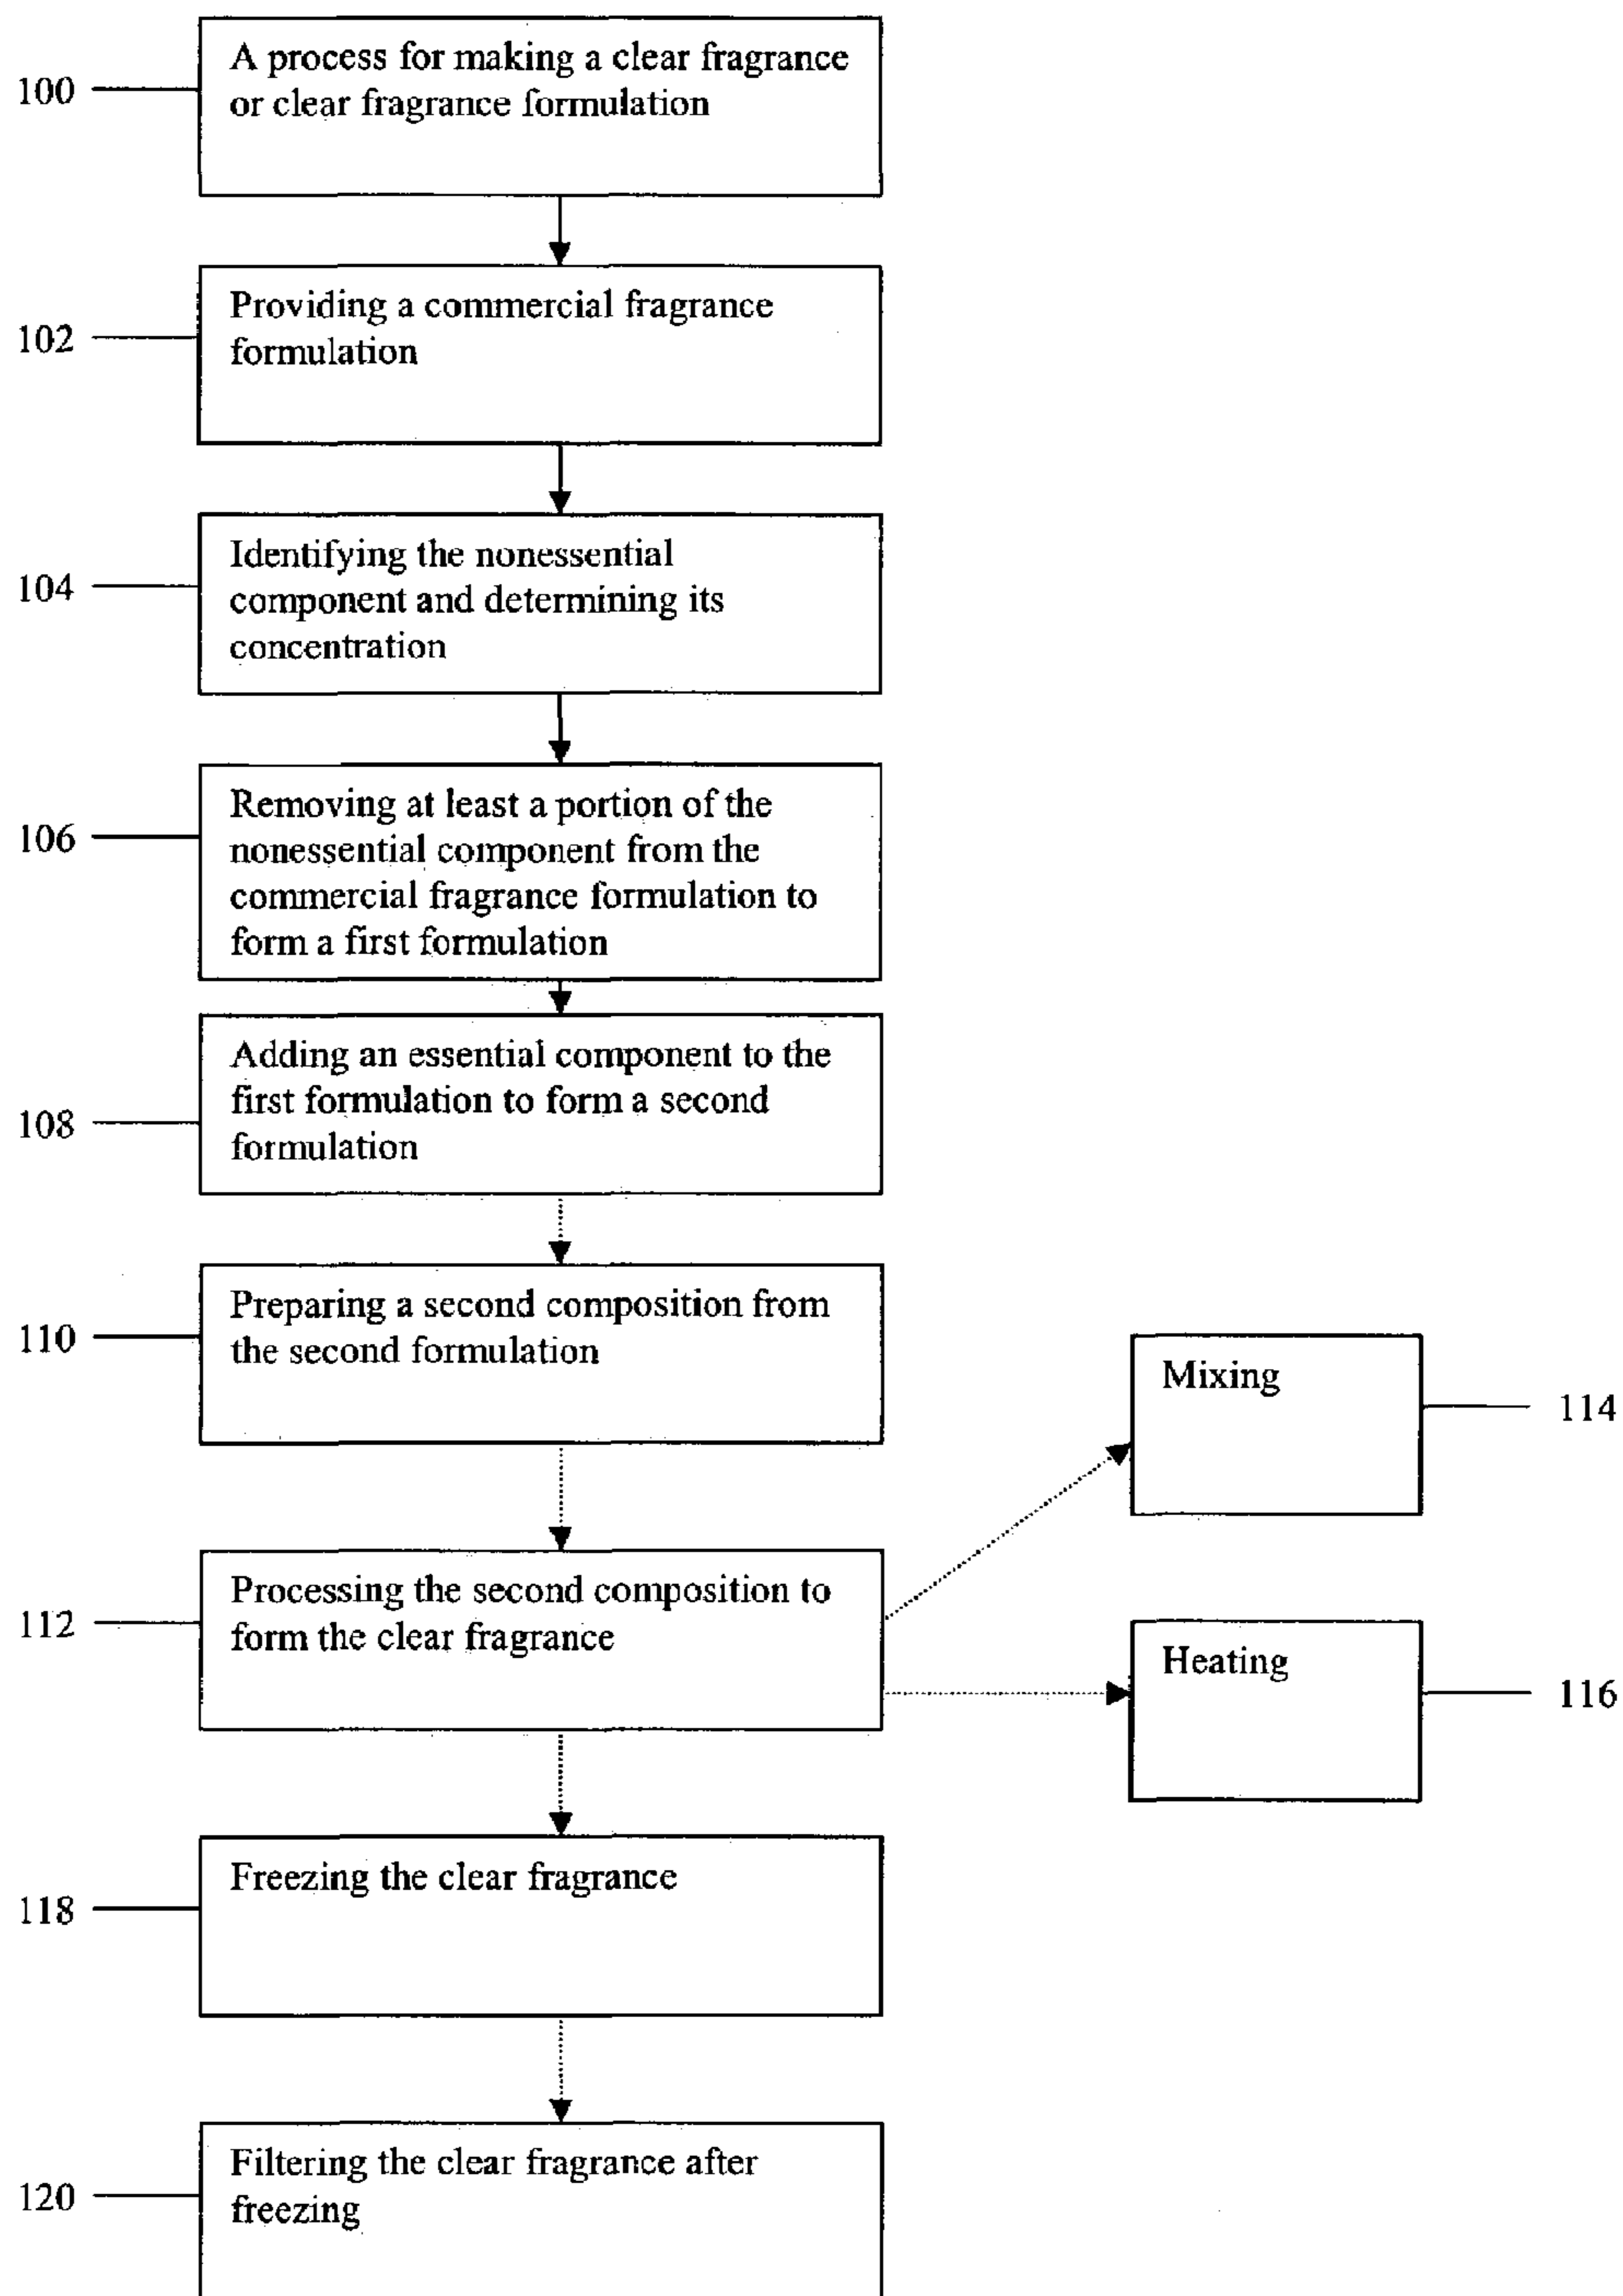 100
A process for making a clear fragrance
or clear fragrance formulation
102
Providing a commercial fragrance
formulation
104
Identifying the nonessential
component and determining its
concentration
106
Removing at least a portion of the
nonessential component from the
commercial fragrance formulation to
form a first formulation
108
Adding an essential component to the
first formulation to form a second
formulation
110
Preparing a second composition from
the second formulation
Mixing
114
112
Processing the second composition to
form the clear fragrance
Heating
116
118
Freezing the clear fragrance
120
Filtering the clear fragrance after
freezing